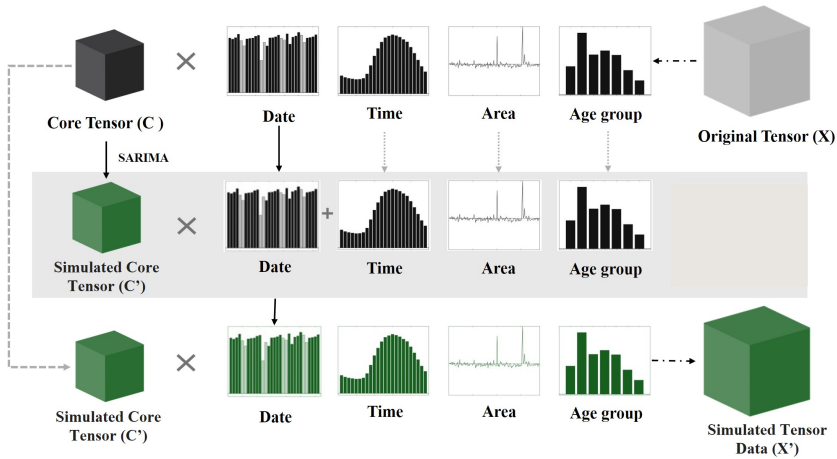 Core Tensor (C )
Date
Time
Area
Age group
Original Tensor (X)
SARIMA
Simulated Core
Tensor (C’)
Date
Time
Area
Age group
Simulated Core
Tensor (C’)
Date
Time
Area
Age group
Simulated Tensor
Data (X’)